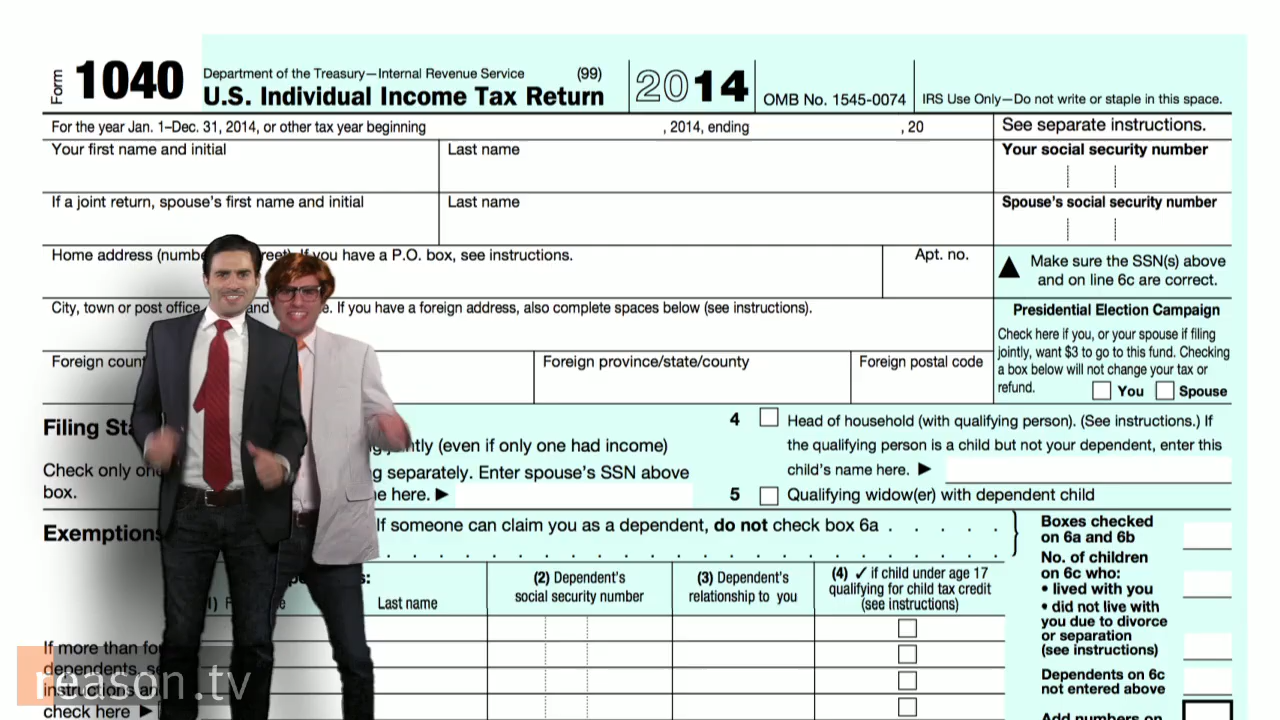 Form 1040 Department of the Treasury—Internal Revenue Service (99)
U.S. Individual Income Tax Return 2014 OMB No. 1545-0074 IRS Use Only—Do not write or staple in this space.
For the year Jan. 1–Dec. 31, 2014, or other tax year beginning , 2014, ending , 20 See separate instructions.
Your first name and initial Last name Your social security number
If a joint return, spouse's first name and initial Last name Spouse's social security number
Home address (numb If you have a P.O. box, see instructions. Apt. no.
▲ Make sure the SSN(s) above
and on line 6c are correct.
City, town or post office, and If you have a foreign address, also complete spaces below (see instructions).
Presidential Election Campaign
Check here if you, or your spouse if filing
jointly, want $3 to go to this fund. Checking
a box below will not change your tax or
refund. You Spouse
Foreign coun Foreign province/state/county Foreign postal code
Filing Sta
Check only one
box.
ntly (even if only one had income)
g separately. Enter spouse's SSN above
e here. ▶
4 Head of household (with qualifying person). (See instructions.) If
the qualifying person is a child but not your dependent, enter this
child's name here. ▶
5 Qualifying widow(er) with dependent child
Exemptions
If someone can claim you as a dependent, do not check box 6a . . . . .
. . . . . . . . . . . . . . . . . . . . .
Boxes checked
on 6a and 6b
No. of children
on 6c who:
• lived with you
• did not live with
you due to divorce
or separation
(see instructions)
Dependents on 6c
not entered above
Add numbers on
s:
Last name
(2) Dependent's
social security number
(3) Dependent's
relationship to you
(4) ✓ if child under age 17
qualifying for child tax credit
(see instructions)
If more than fo
dependents, s
instructions an
check here ▶
reason.tv